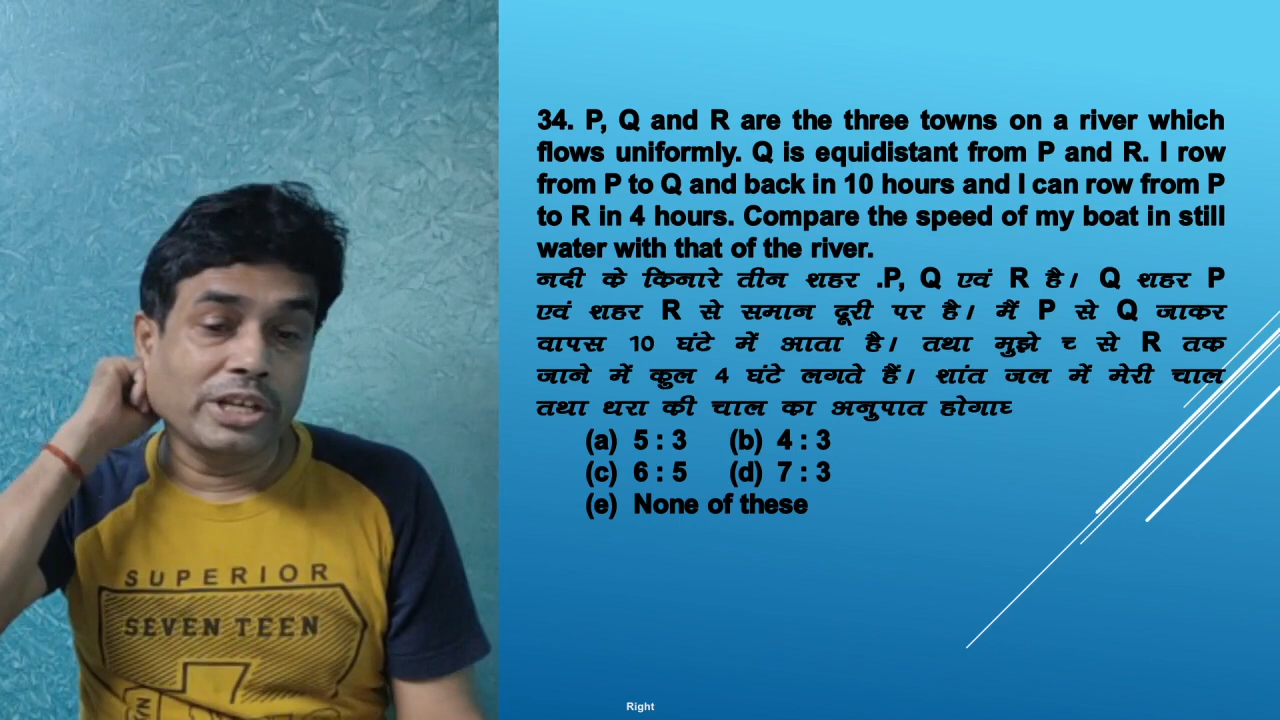 34. P, Q and R are the three towns on a river which
flows uniformly. Q is equidistant from P and R. I row
from P to Q and back in 10 hours and I can row from P
to R in 4 hours. Compare the speed of my boat in still
water with that of the river.
नदी के किनारे तीन शहर .P, Q एवं R है। Q शहर P
एवं शहर R से समान दूरी पर है। मैं P से Q जाकर
वापस 10 घंटे में आता है। तथा मुझे च से R तक
जाने में कुल 4 घंटे लगते हैं। शांत जल में मेरी चाल
तथा धरा की चाल का अनुपात होगाघ
(a) 5 : 3 (b) 4 : 3
(c) 6 : 5 (d) 7 : 3
(e) None of these
SUPERIOR
SEVEN TEEN
Right